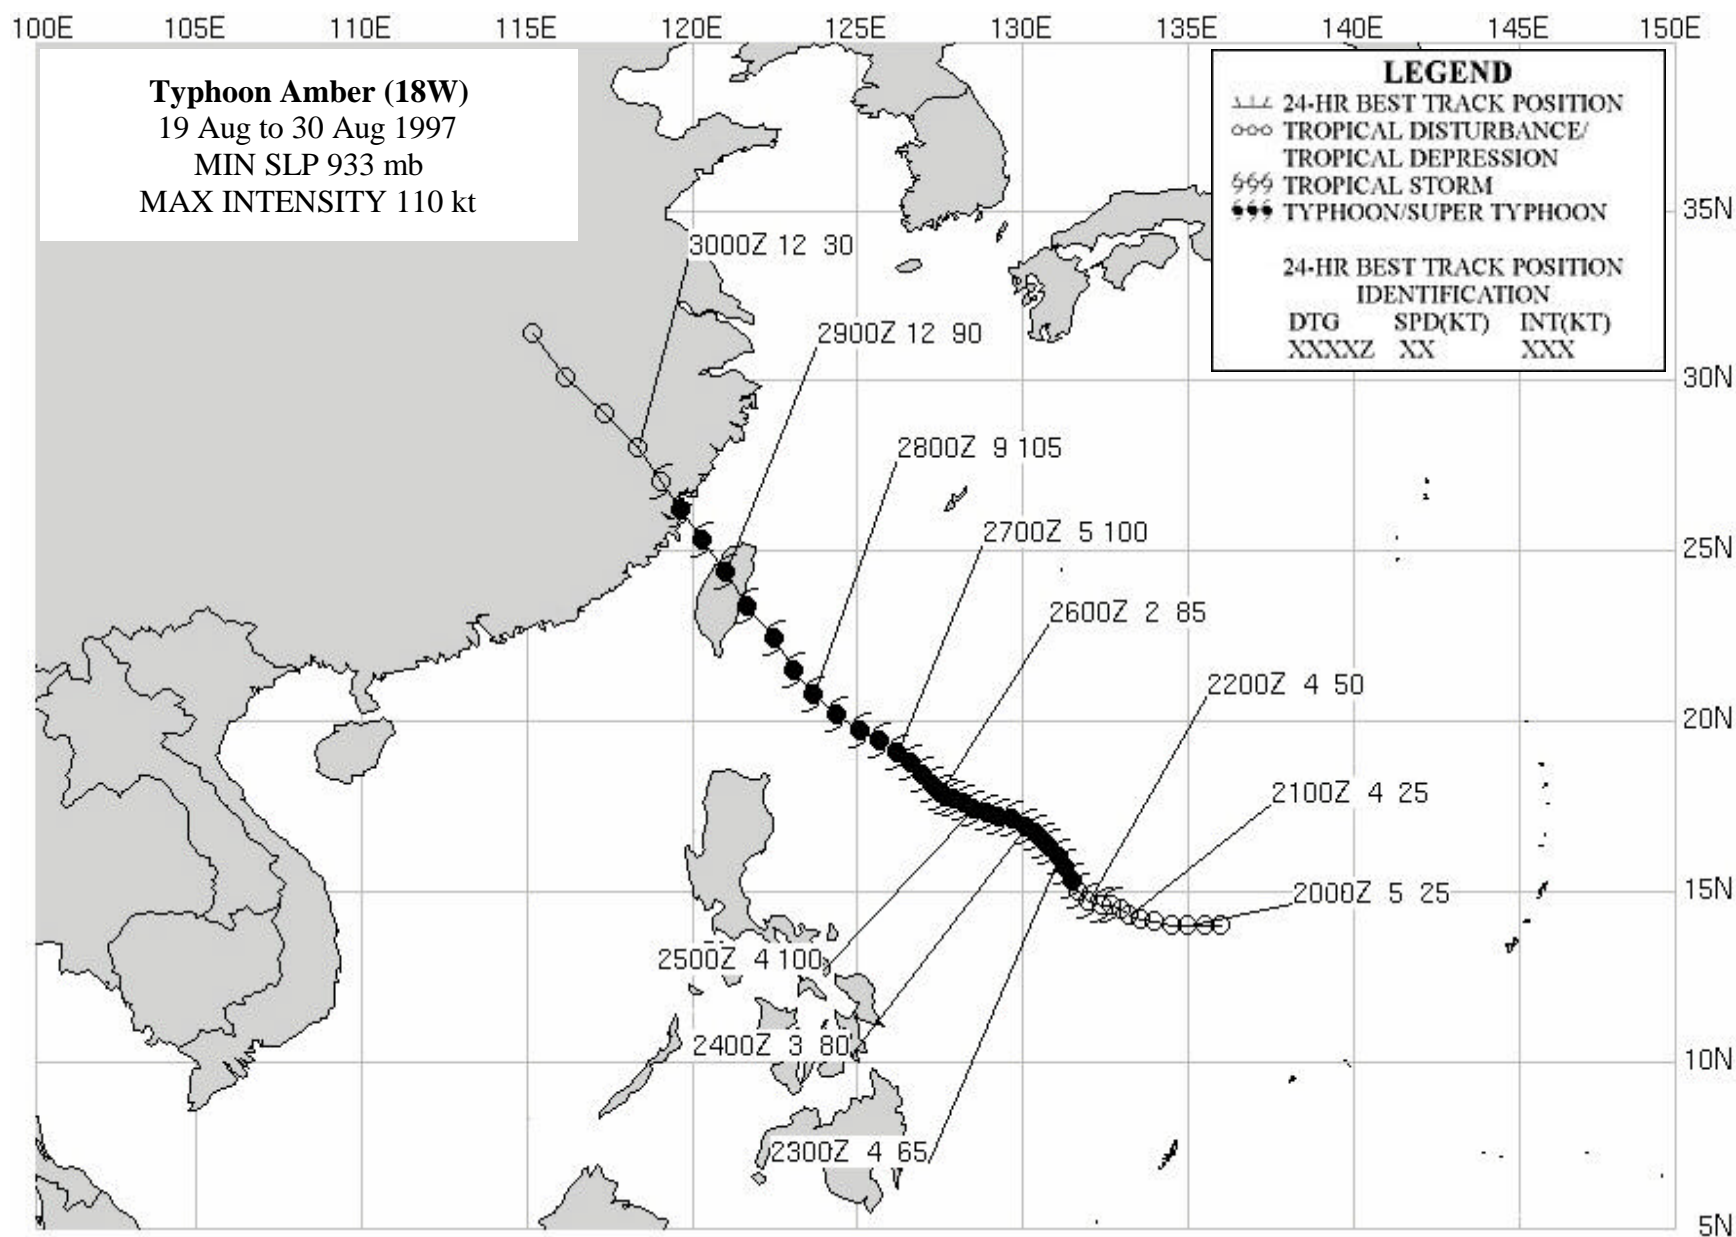 100E 105E 110E 115E 120E 125E 130E 135E 140E 145E 150E
Typhoon Amber (18W)
19 Aug to 30 Aug 1997
MIN SLP 933 mb
MAX INTENSITY 110 kt
LEGEND
24-HR BEST TRACK POSITION
TROPICAL DISTURBANCE/
TROPICAL DEPRESSION
TROPICAL STORM
TYPHOON/SUPER TYPHOON
24-HR BEST TRACK POSITION
IDENTIFICATION
DTG SPD(KT) INT(KT)
XXXXZ XX XXX
35N
3000Z 12 30
2900Z 12 90
30N
2800Z 9 105
2700Z 5 100
25N
2600Z 2 85
2200Z 4 50
20N
2100Z 4 25
15N
2000Z 5 25
2500Z 4 100
2400Z 3 80
10N
2300Z 4 65
5N